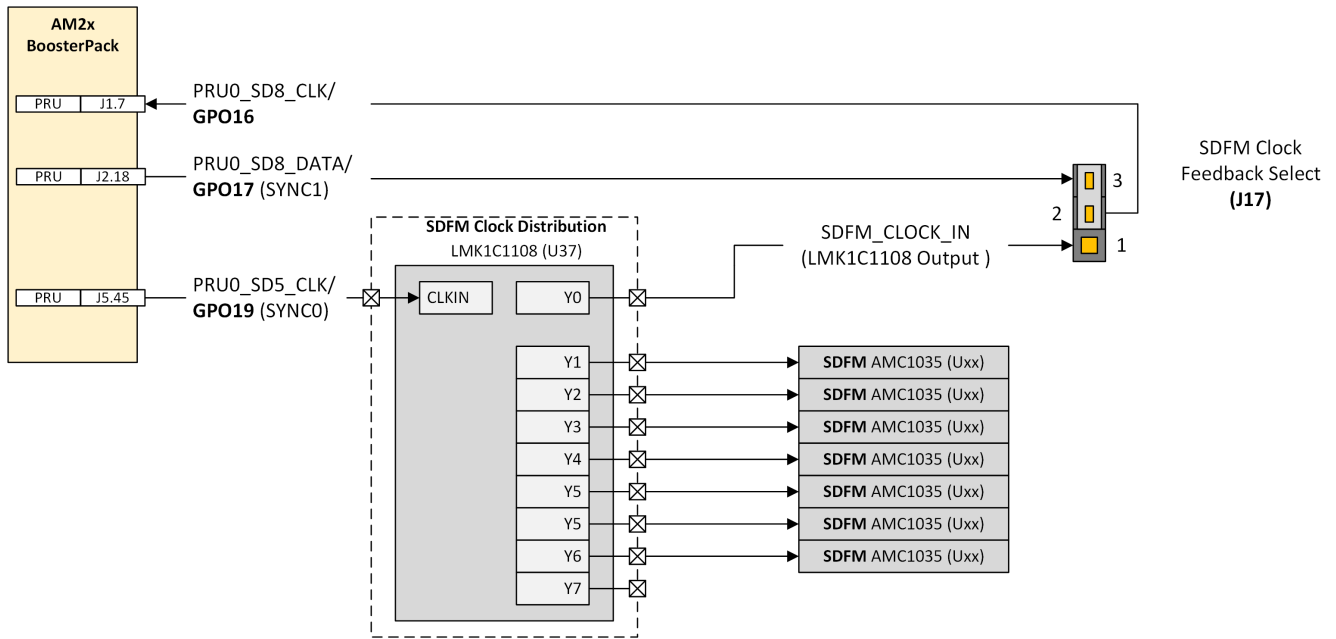 AM2x
BoosterPack
PRU J1.7
PRU0_SD8_CLK/
GPO16
PRU J2.18
PRU0_SD8_DATA/
GPO17 (SYNC1)
PRU J5.45
PRU0_SD5_CLK/
GPO19 (SYNC0)
SDFM Clock Distribution
LMK1C1108 (U37)
CLKIN
Y0
Y1
Y2
Y3
Y4
Y5
Y5
Y6
Y7
SDFM_CLOCK_IN
(LMK1C1108 Output )
3
2
1
SDFM Clock
Feedback Select
(J17)
SDFM AMC1035 (Uxx)
SDFM AMC1035 (Uxx)
SDFM AMC1035 (Uxx)
SDFM AMC1035 (Uxx)
SDFM AMC1035 (Uxx)
SDFM AMC1035 (Uxx)
SDFM AMC1035 (Uxx)